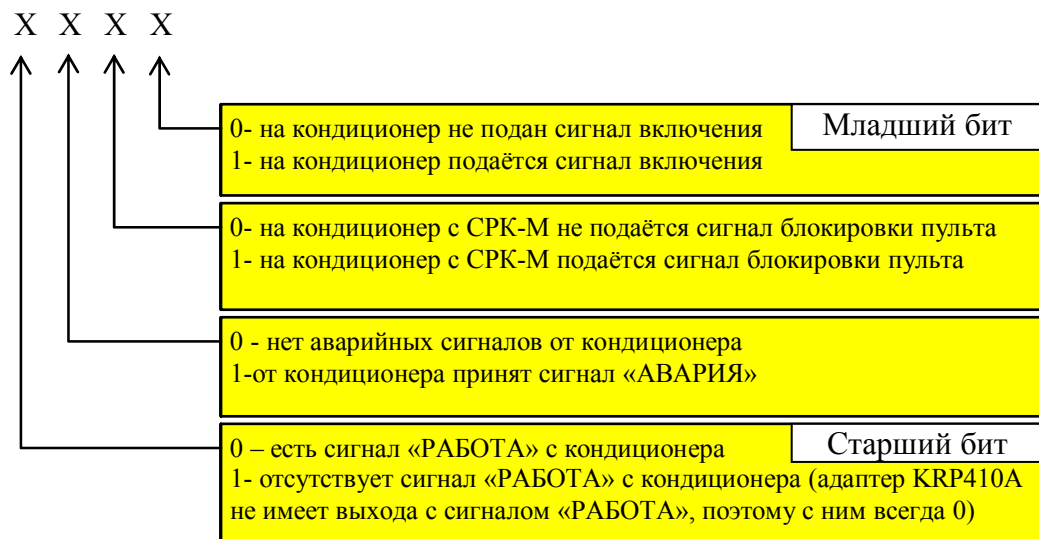 X X X X
0- на кондиционер не подан сигнал включения
Младший бит
1- на кондиционер подаётся сигнал включения
0- на кондиционер с СРК-М не подаётся сигнал блокировки пульта
1- на кондиционер с СРК-М подаётся сигнал блокировки пульта
0 - нет аварийных сигналов от кондиционера
1-от кондиционера принят сигнал «АВАРИЯ»
0 – есть сигнал «РАБОТА» с кондиционера
Старший бит
1- отсутствует сигнал «РАБОТА» с кондиционера (адаптер KRP410A
не имеет выхода с сигналом «РАБОТА», поэтому с ним всегда 0)